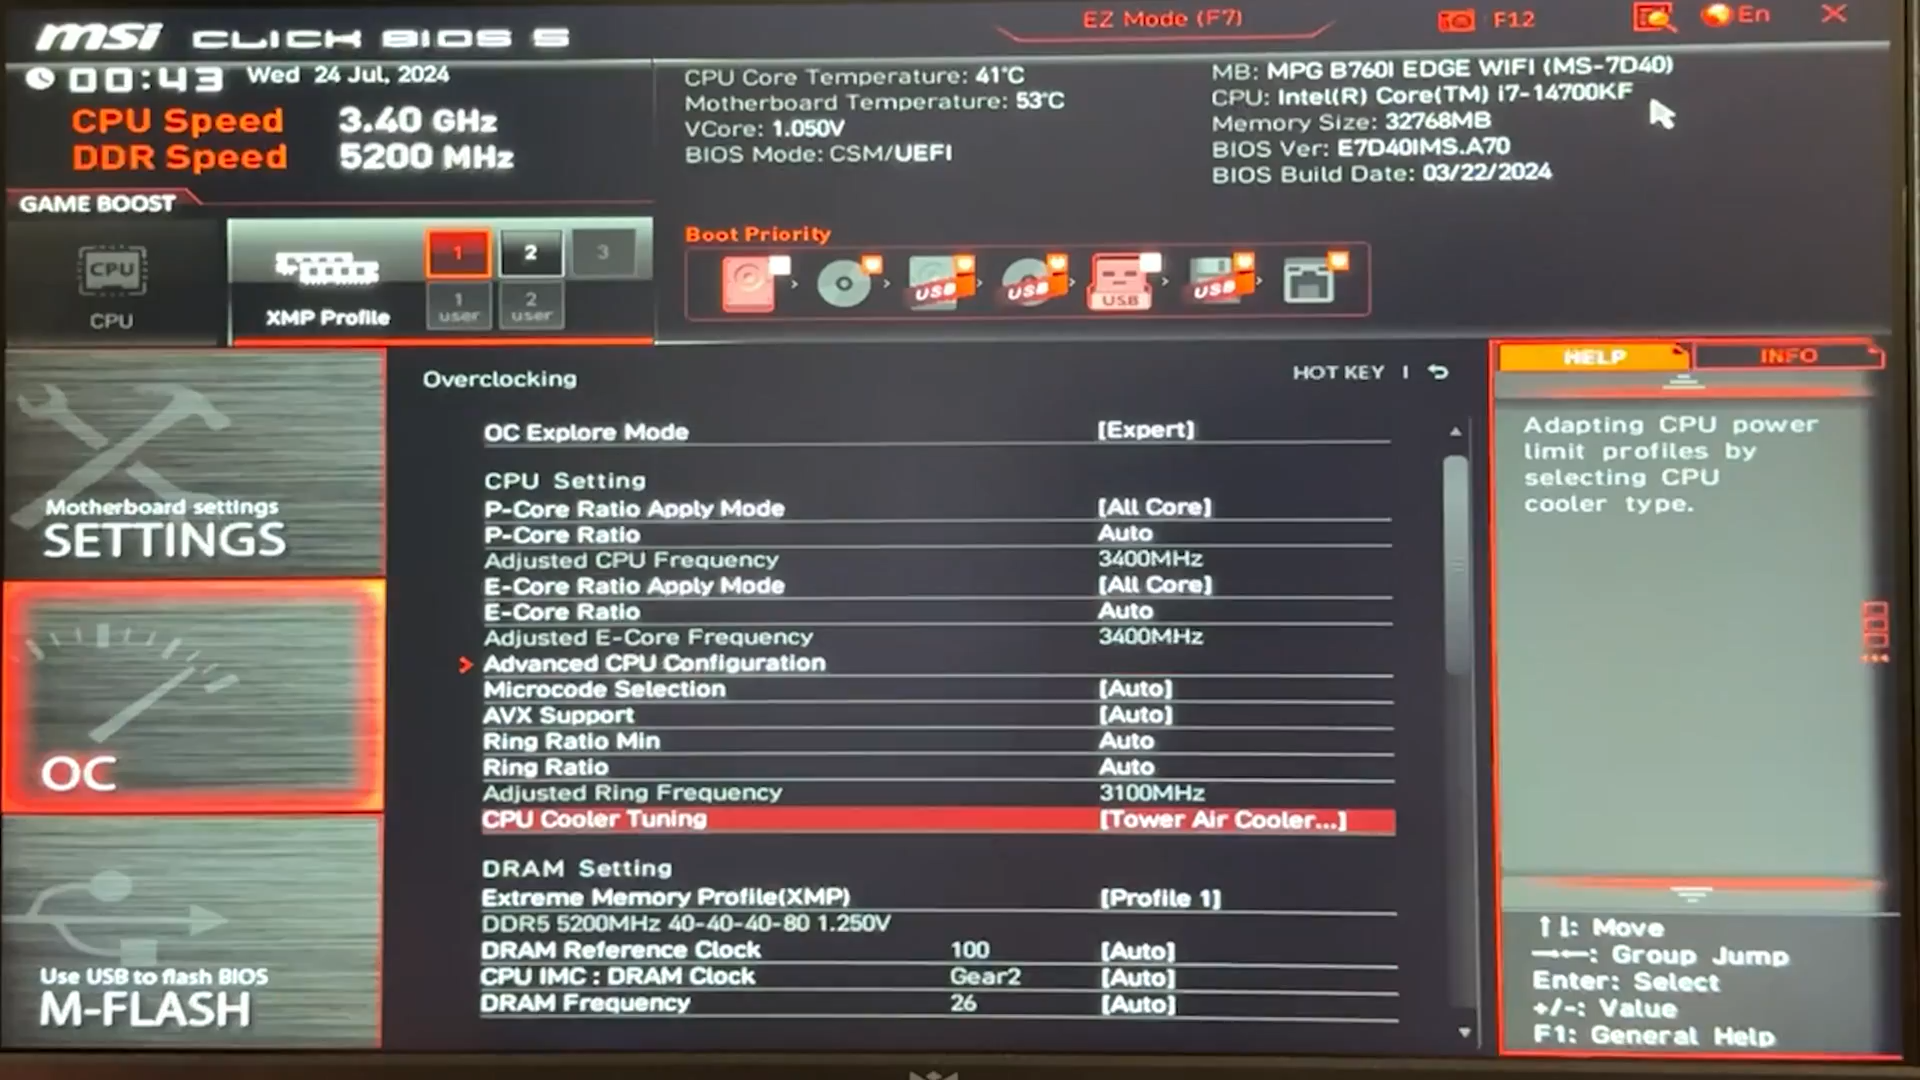 msi CLICK BIOS 5
EZ Mode (F7)
F12
En
00:43 Wed 24 Jul, 2024
CPU Speed 3.40 GHz
DDR Speed 5200 MHz
CPU Core Temperature: 41°C
Motherboard Temperature: 53°C
VCore: 1.050V
BIOS Mode: CSM/UEFI
MB: MPG B760I EDGE WIFI (MS-7D40)
CPU: Intel(R) Core(TM) i7-14700KF
Memory Size: 32768MB
BIOS Ver: E7D40IMS.A70
BIOS Build Date: 03/22/2024
GAME BOOST
CPU
CPU
XMP Profile
1 2 3
1 user 2 user
Boot Priority
USB USB USB USB
Motherboard settings
SETTINGS
OC
Use USB to flash BIOS
M-FLASH
Overclocking
HOT KEY
OC Explore Mode [Expert]
CPU Setting
P-Core Ratio Apply Mode [All Core]
P-Core Ratio Auto
Adjusted CPU Frequency 3400MHz
E-Core Ratio Apply Mode [All Core]
E-Core Ratio Auto
Adjusted E-Core Frequency 3400MHz
> Advanced CPU Configuration
Microcode Selection [Auto]
AVX Support [Auto]
Ring Ratio Min Auto
Ring Ratio Auto
Adjusted Ring Frequency 3100MHz
CPU Cooler Tuning [Tower Air Cooler...]
DRAM Setting
Extreme Memory Profile(XMP) [Profile 1]
DDR5 5200MHz 40-40-40-80 1.250V
DRAM Reference Clock 100 [Auto]
CPU IMC : DRAM Clock Gear2 [Auto]
DRAM Frequency 26 [Auto]
HELP
INFO
Adapting CPU power
limit profiles by
selecting CPU
cooler type.
↑↓: Move
→←: Group Jump
Enter: Select
+/-: Value
F1: General Help